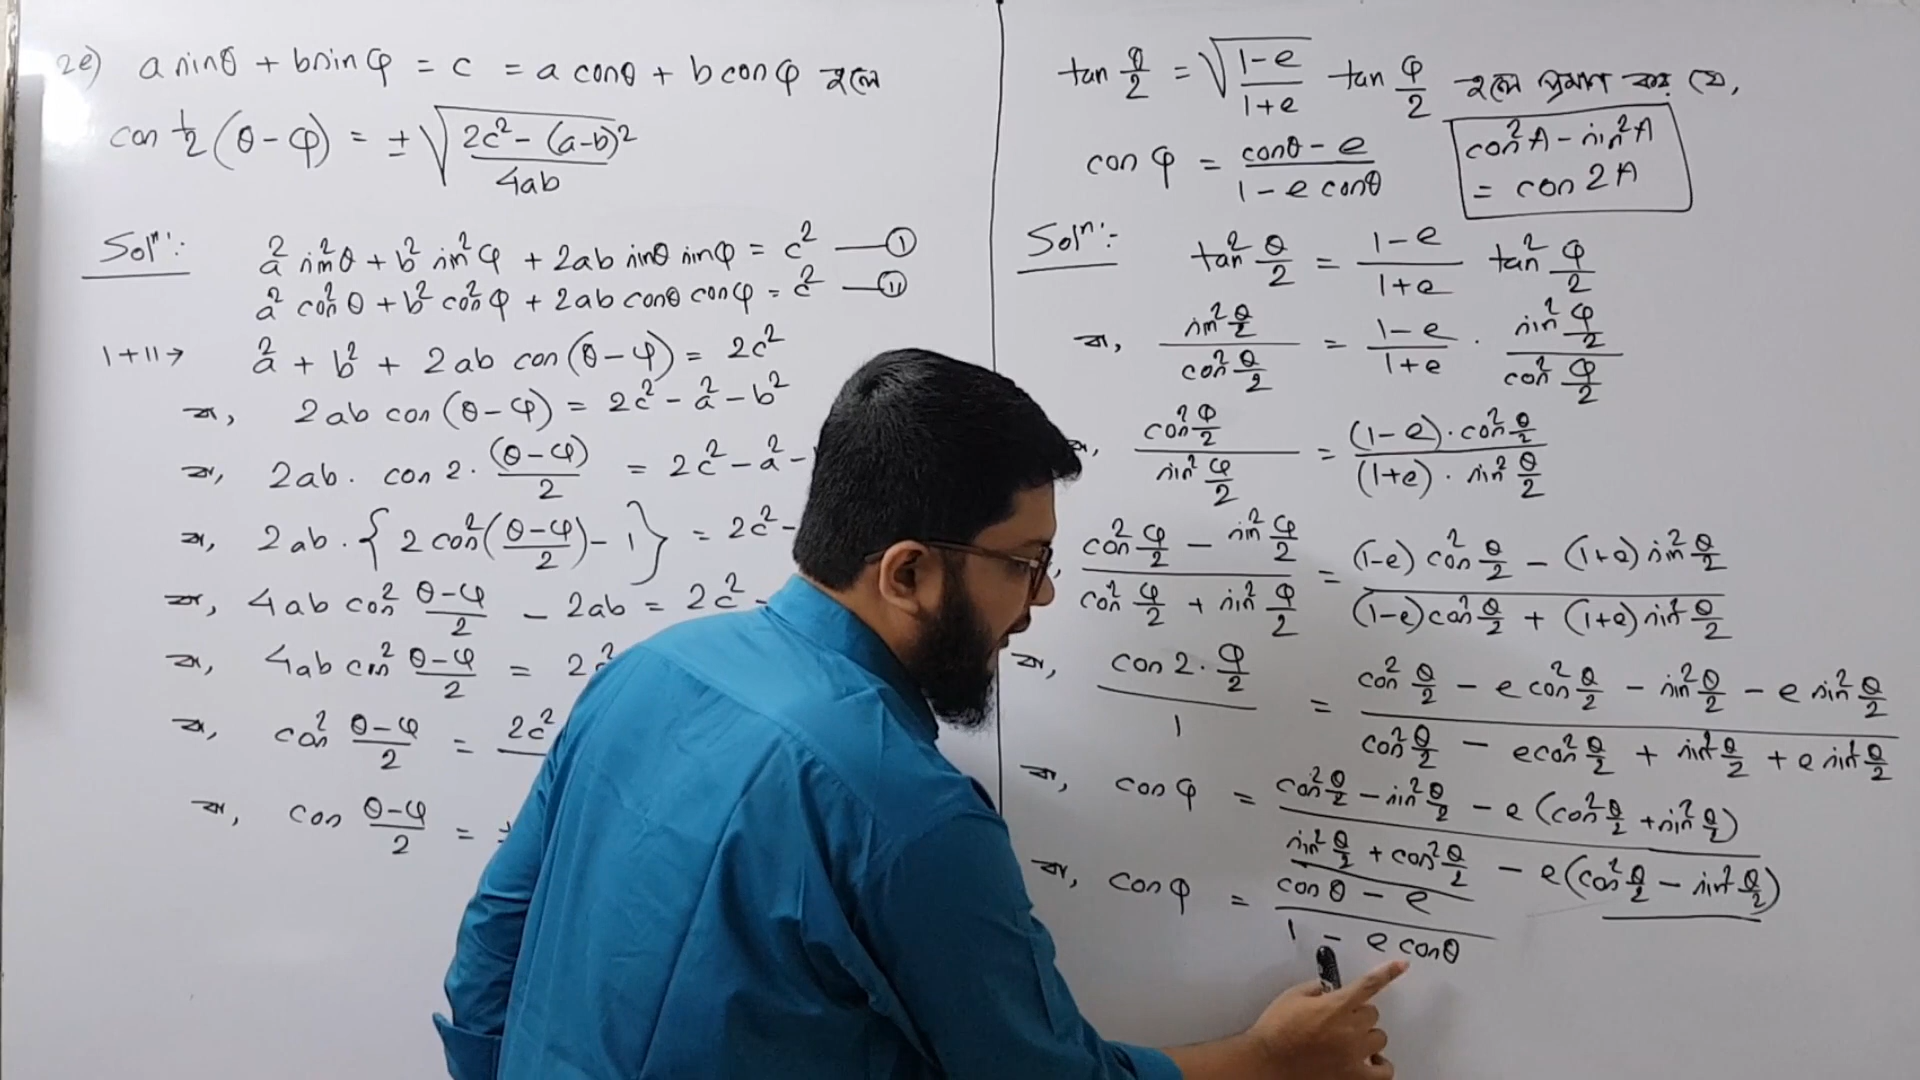 2e) a sinθ + b sin φ = c = a cosθ + b cos φ হলে
cos ½ (θ - φ) = ± √((2c² - (a-b)²)/4ab)
Solⁿ:
a² sin²θ + b² sin²φ + 2ab sinθ sinφ = c² — (I)
a² cos²θ + b² cos²φ + 2ab cosθ cosφ = c² — (II)
I + II → a² + b² + 2ab cos(θ-φ) = 2c²
বা, 2ab cos(θ-φ) = 2c² - a² - b²
বা, 2ab. cos 2. (θ-φ)/2 = 2c² - a² -
বা, 2ab. {2 cos²((θ-φ)/2) - 1} = 2c² -
বা, 4ab cos² (θ-φ)/2 - 2ab = 2c² -
বা, 4ab cos² (θ-φ)/2 = 2c²
বা, cos² (θ-φ)/2 = 2c²
বা, cos (θ-φ)/2 = ±
tan θ/2 = √((1-e)/(1+e)) tan φ/2 হলে প্রমাণ কর যে,
cos φ = (cosθ - e)/(1 - e cosθ)
cos²A - sin²A
= cos 2A
Solⁿ:-
tan² θ/2 = (1-e)/(1+e) tan² φ/2
বা, (sin² θ/2)/(cos² θ/2) = (1-e)/(1+e) . (sin² φ/2)/(cos² φ/2)
বা, (cos² φ/2)/(sin² φ/2) = ((1-e).cos² θ/2)/((1+e). sin² θ/2)
, (cos² φ/2 - sin² φ/2)/(cos² φ/2 + sin² φ/2) = ((1-e) cos² θ/2 - (1+e) sin² θ/2)/((1-e)cos² θ/2 + (1+e) sin² θ/2)
বা, (cos 2. φ/2)/1 = (cos² θ/2 - e cos² θ/2 - sin² θ/2 - e sin² θ/2)/(cos² θ/2 - e cos² θ/2 + sin² θ/2 + e sin² θ/2)
বা, cos φ = (cos² θ/2 - sin² θ/2 - e (cos² θ/2 + sin² θ/2))/(sin² θ/2 + cos² θ/2 - e (cos² θ/2 - sin² θ/2))
বা, cos φ = (cos θ - e)/(1 - e cosθ)